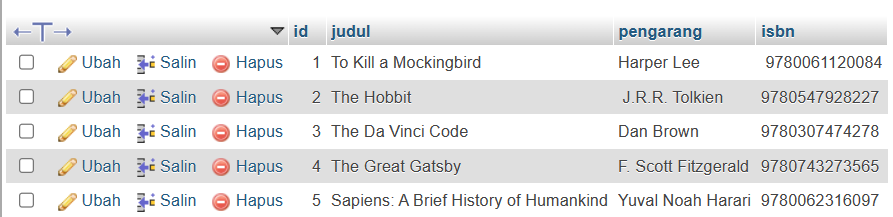 id judul pengarang isbn
Ubah Salin Hapus 1 To Kill a Mockingbird Harper Lee 9780061120084
Ubah Salin Hapus 2 The Hobbit J.R.R. Tolkien 9780547928227
Ubah Salin Hapus 3 The Da Vinci Code Dan Brown 9780307474278
Ubah Salin Hapus 4 The Great Gatsby F. Scott Fitzgerald 9780743273565
Ubah Salin Hapus 5 Sapiens: A Brief History of Humankind Yuval Noah Harari 9780062316097